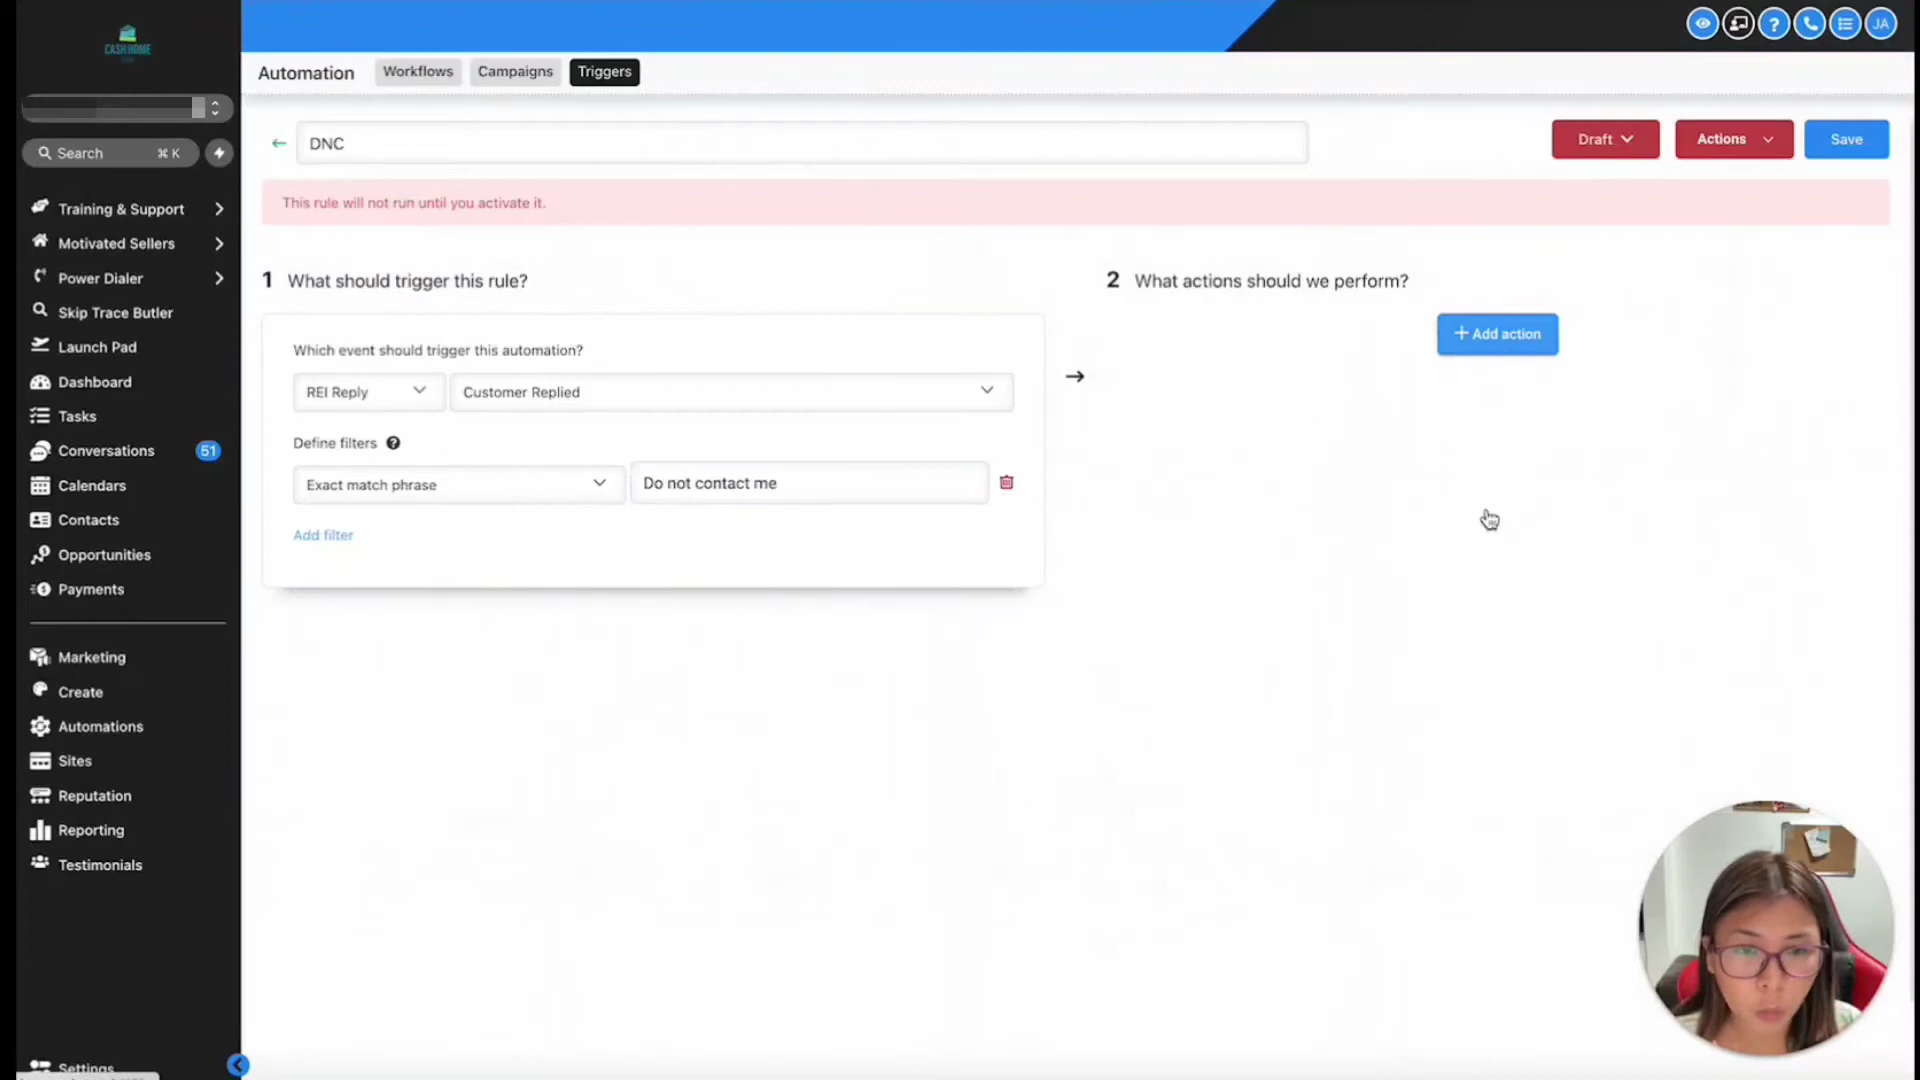 CASH HOME
Automation
Workflows
Campaigns
Triggers
JA
Search
⌘ K
DNC
Draft
Actions
Save
This rule will not run until you activate it.
Training & Support
Motivated Sellers
Power Dialer
Skip Trace Butler
Launch Pad
Dashboard
Tasks
Conversations
51
Calendars
Contacts
Opportunities
Payments
Marketing
Create
Automations
Sites
Reputation
Reporting
Testimonials
Settings
1 What should trigger this rule?
Which event should trigger this automation?
REI Reply
Customer Replied
Define filters ?
Exact match phrase
Do not contact me
Add filter
2 What actions should we perform?
+ Add action